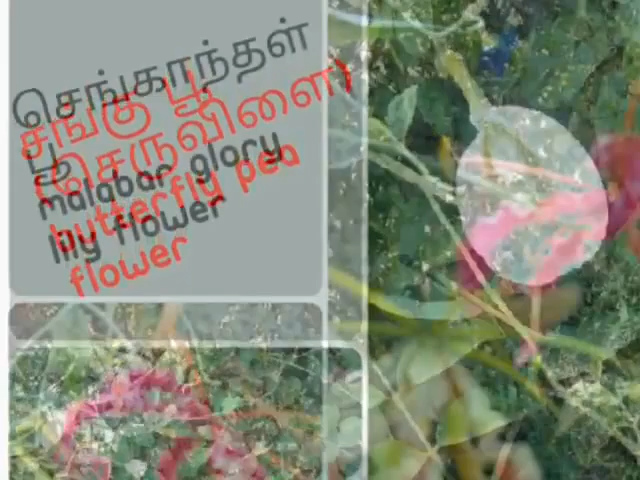 செங்காந்தள்
பூ
malabar glory
lily flower
சங்கு பூ
(செருவிளை)
butterfly pea
flower